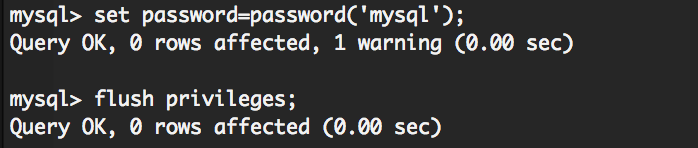 mysql> set password=password('mysql');
Query OK, 0 rows affected, 1 warning (0.00 sec)
mysql> flush privileges;
Query OK, 0 rows affected (0.00 sec)